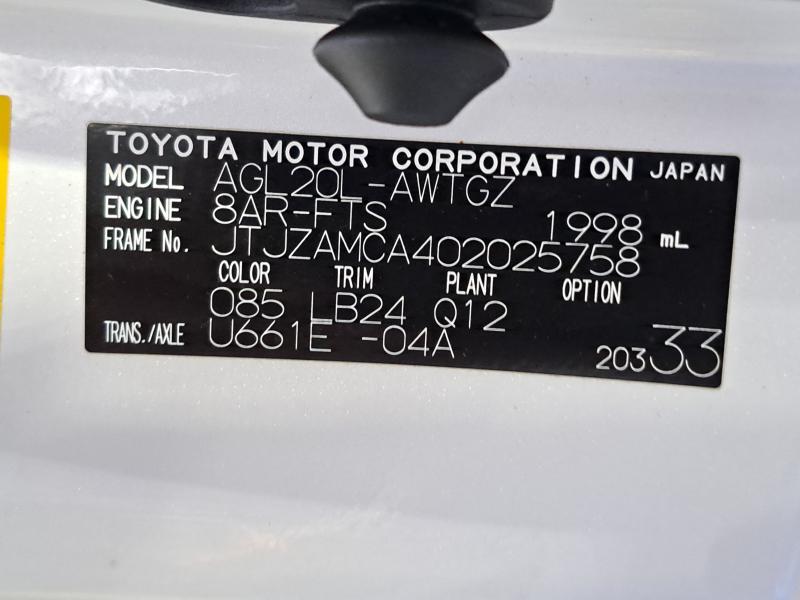 TOYOTA MOTOR CORPORATION JAPAN
MODEL AGL20L-AWTGZ
ENGINE 8AR-FTS 1998 mL
FRAME No. JTJZAMCA402025758
COLOR TRIM PLANT OPTION
085 LB24 Q12
TRANS./AXLE U661E -04A
20333